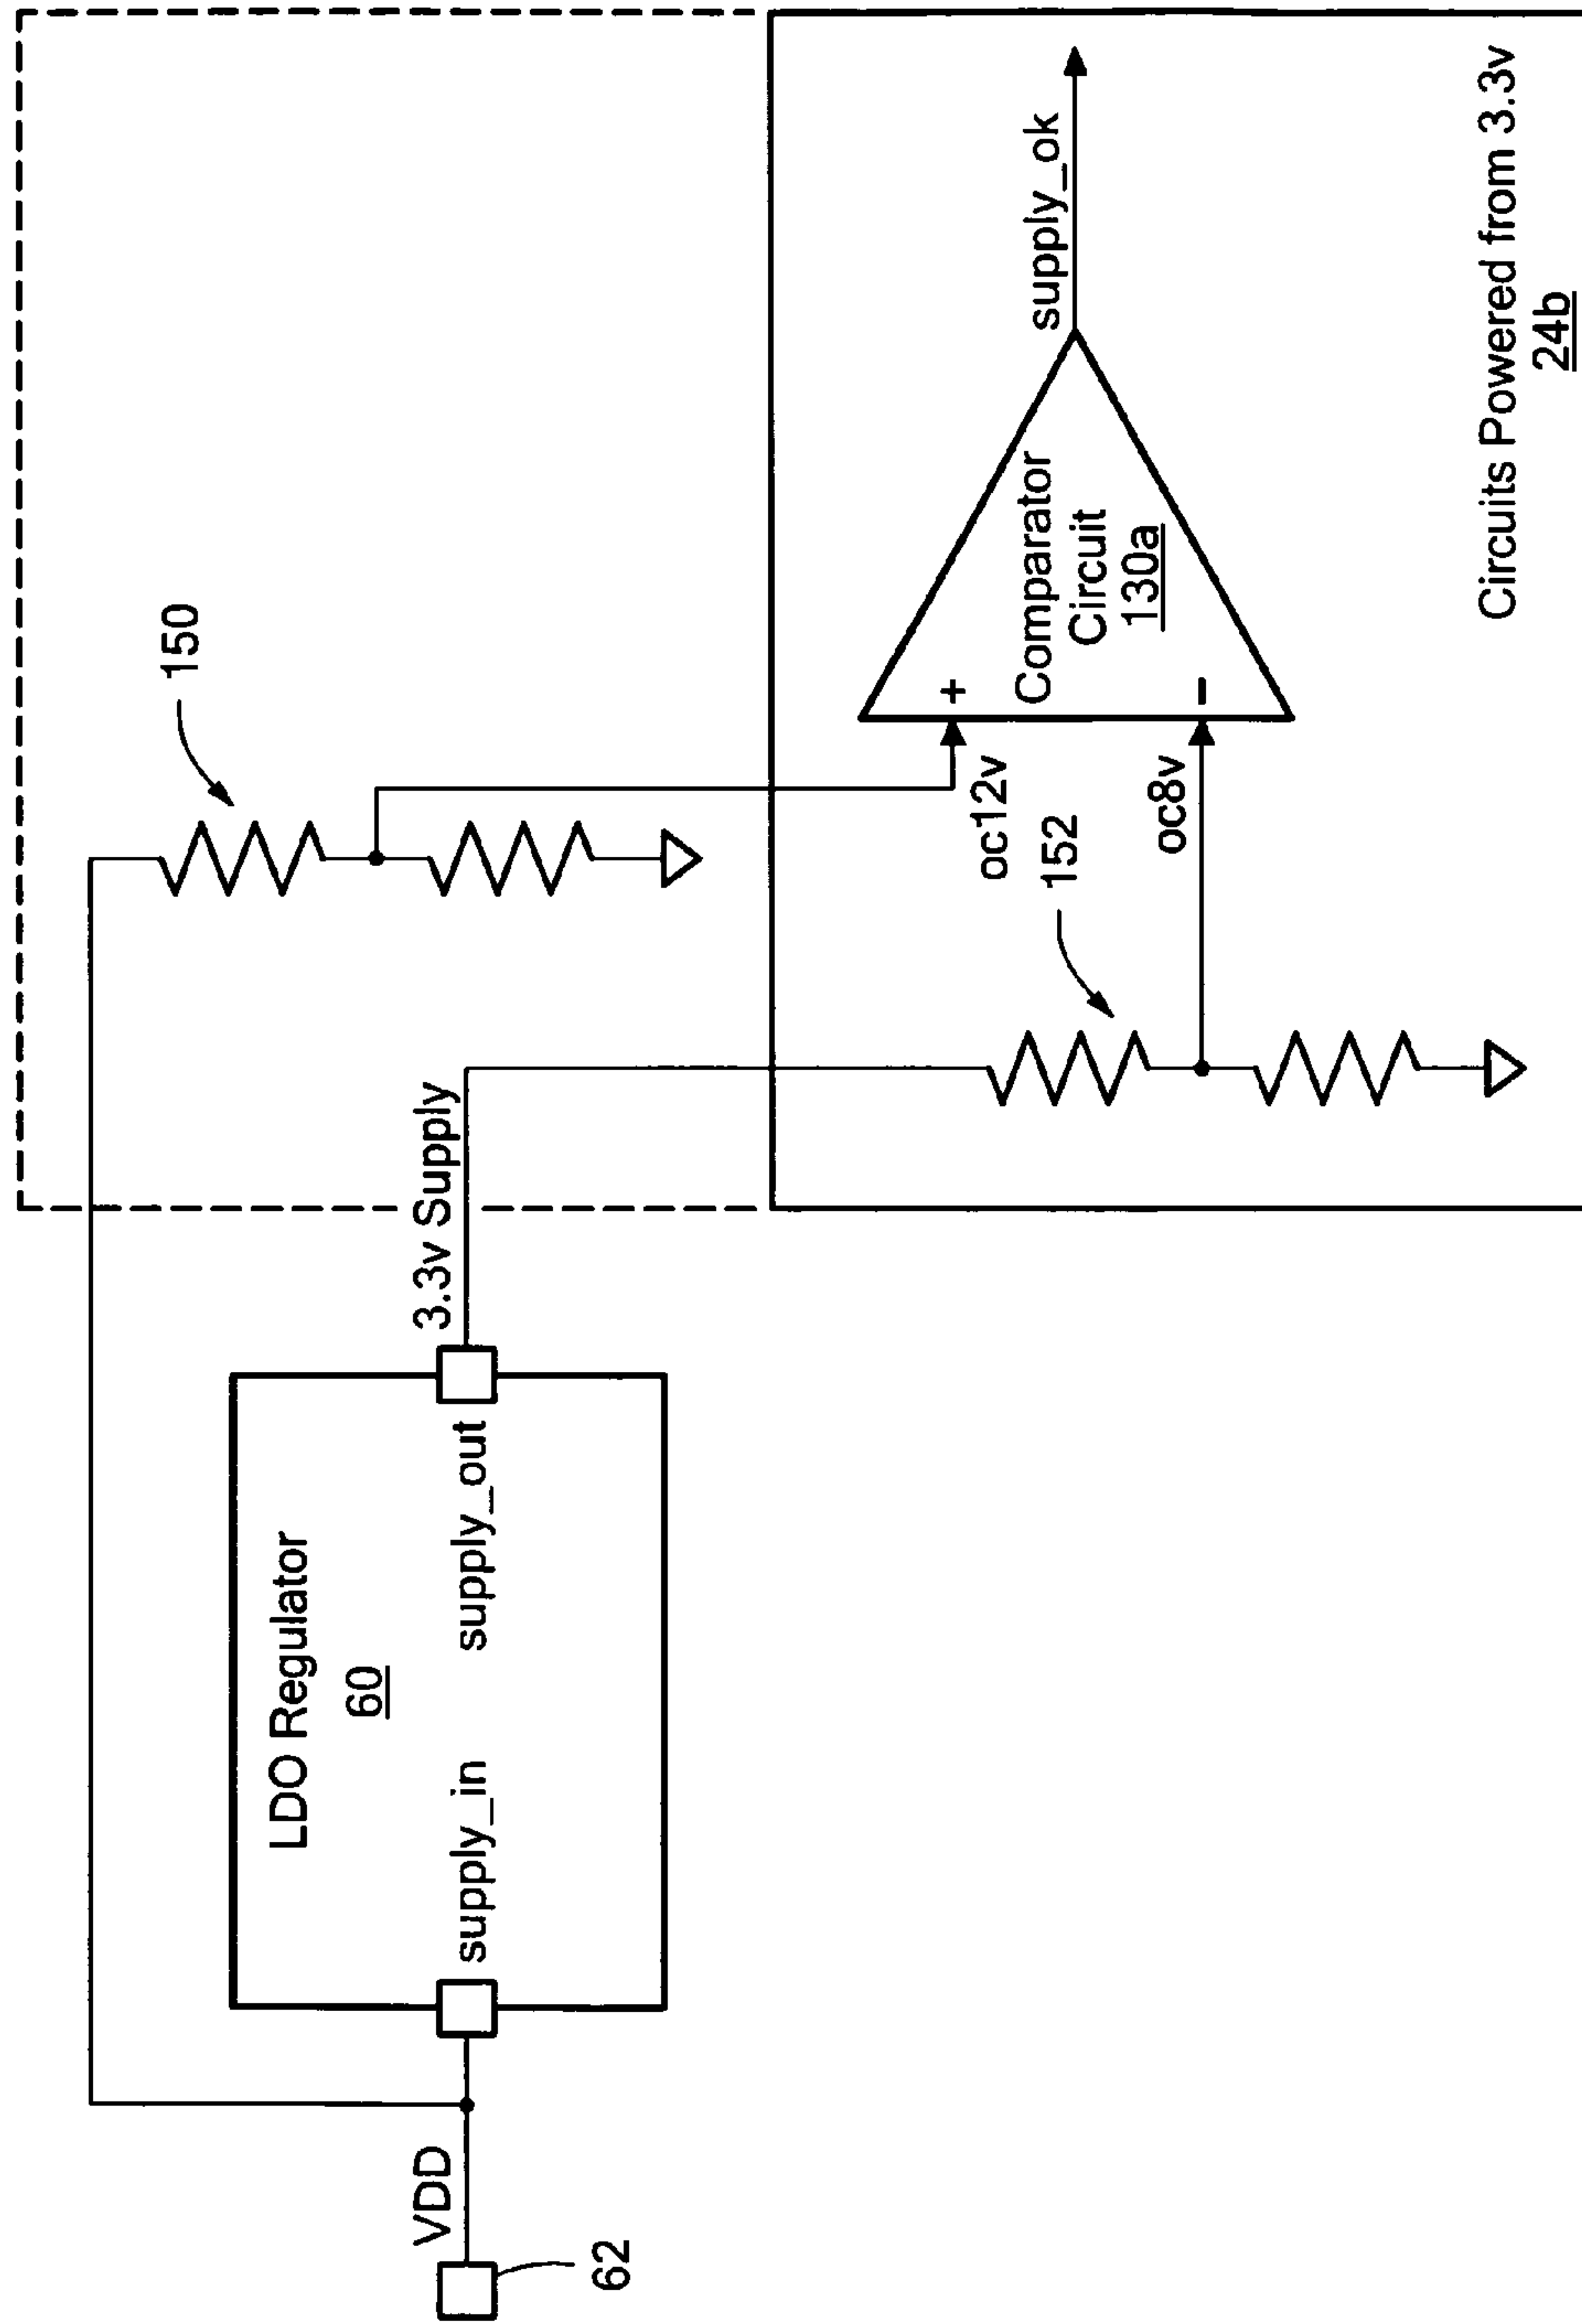 150
VDD
62
LDO Regulator
60
supply_in
supply_out
3.3v Supply
oc12v
152
oc8v
+
−
Comparator
Circuit
130a
supply_ok
Circuits Powered from 3.3v
24b